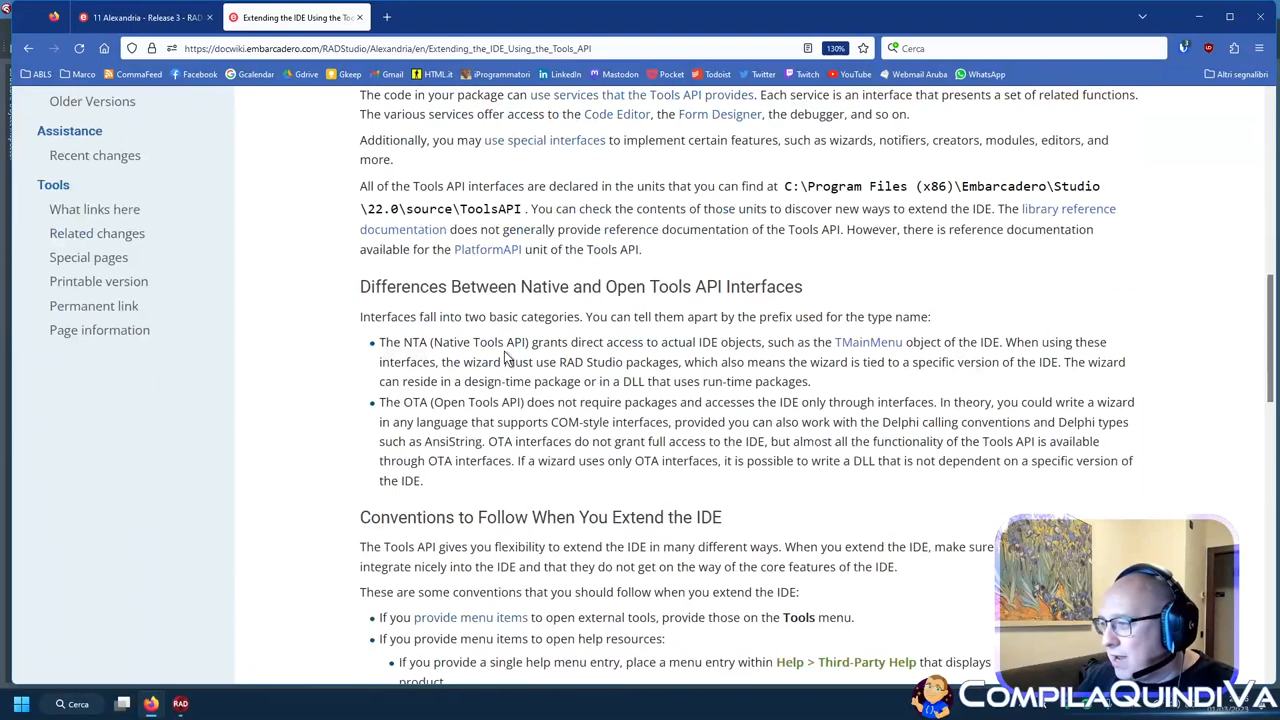 11 Alexandria - Release 3 - RAD
Extending the IDE Using the Too
https://docwiki.embarcadero.com/RADStudio/Alexandria/en/Extending_the_IDE_Using_the_Tools_API
130%
Cerca
ABLS
Marco
CommaFeed
Facebook
Gcalendar
Gdrive
Gkeep
Gmail
HTML.it
iProgrammatori
LinkedIn
Mastodon
Pocket
Todoist
Twitter
Twitch
YouTube
Webmail Aruba
WhatsApp
Altri segnalibri
Older Versions
Assistance
Recent changes
Tools
What links here
Related changes
Special pages
Printable version
Permanent link
Page information
The code in your package can use services that the Tools API provides. Each service is an interface that presents a set of related functions.
The various services offer access to the Code Editor, the Form Designer, the debugger, and so on.
Additionally, you may use special interfaces to implement certain features, such as wizards, notifiers, creators, modules, editors, and
more.
All of the Tools API interfaces are declared in the units that you can find at C:\Program Files (x86)\Embarcadero\Studio
\22.0\source\ToolsAPI . You can check the contents of those units to discover new ways to extend the IDE. The library reference
documentation does not generally provide reference documentation of the Tools API. However, there is reference documentation
available for the PlatformAPI unit of the Tools API.
Differences Between Native and Open Tools API Interfaces
Interfaces fall into two basic categories. You can tell them apart by the prefix used for the type name:
The NTA (Native Tools API) grants direct access to actual IDE objects, such as the TMainMenu object of the IDE. When using these
interfaces, the wizard must use RAD Studio packages, which also means the wizard is tied to a specific version of the IDE. The wizard
can reside in a design-time package or in a DLL that uses run-time packages.
The OTA (Open Tools API) does not require packages and accesses the IDE only through interfaces. In theory, you could write a wizard
in any language that supports COM-style interfaces, provided you can also work with the Delphi calling conventions and Delphi types
such as AnsiString. OTA interfaces do not grant full access to the IDE, but almost all the functionality of the Tools API is available
through OTA interfaces. If a wizard uses only OTA interfaces, it is possible to write a DLL that is not dependent on a specific version of
the IDE.
Conventions to Follow When You Extend the IDE
The Tools API gives you flexibility to extend the IDE in many different ways. When you extend the IDE, make sure
integrate nicely into the IDE and that they do not get on the way of the core features of the IDE.
These are some conventions that you should follow when you extend the IDE:
If you provide menu items to open external tools, provide those on the Tools menu.
If you provide menu items to open help resources:
If you provide a single help menu entry, place a menu entry within Help > Third-Party Help that displays
product.
Cerca
RAD
COMPILAQUINDIVA